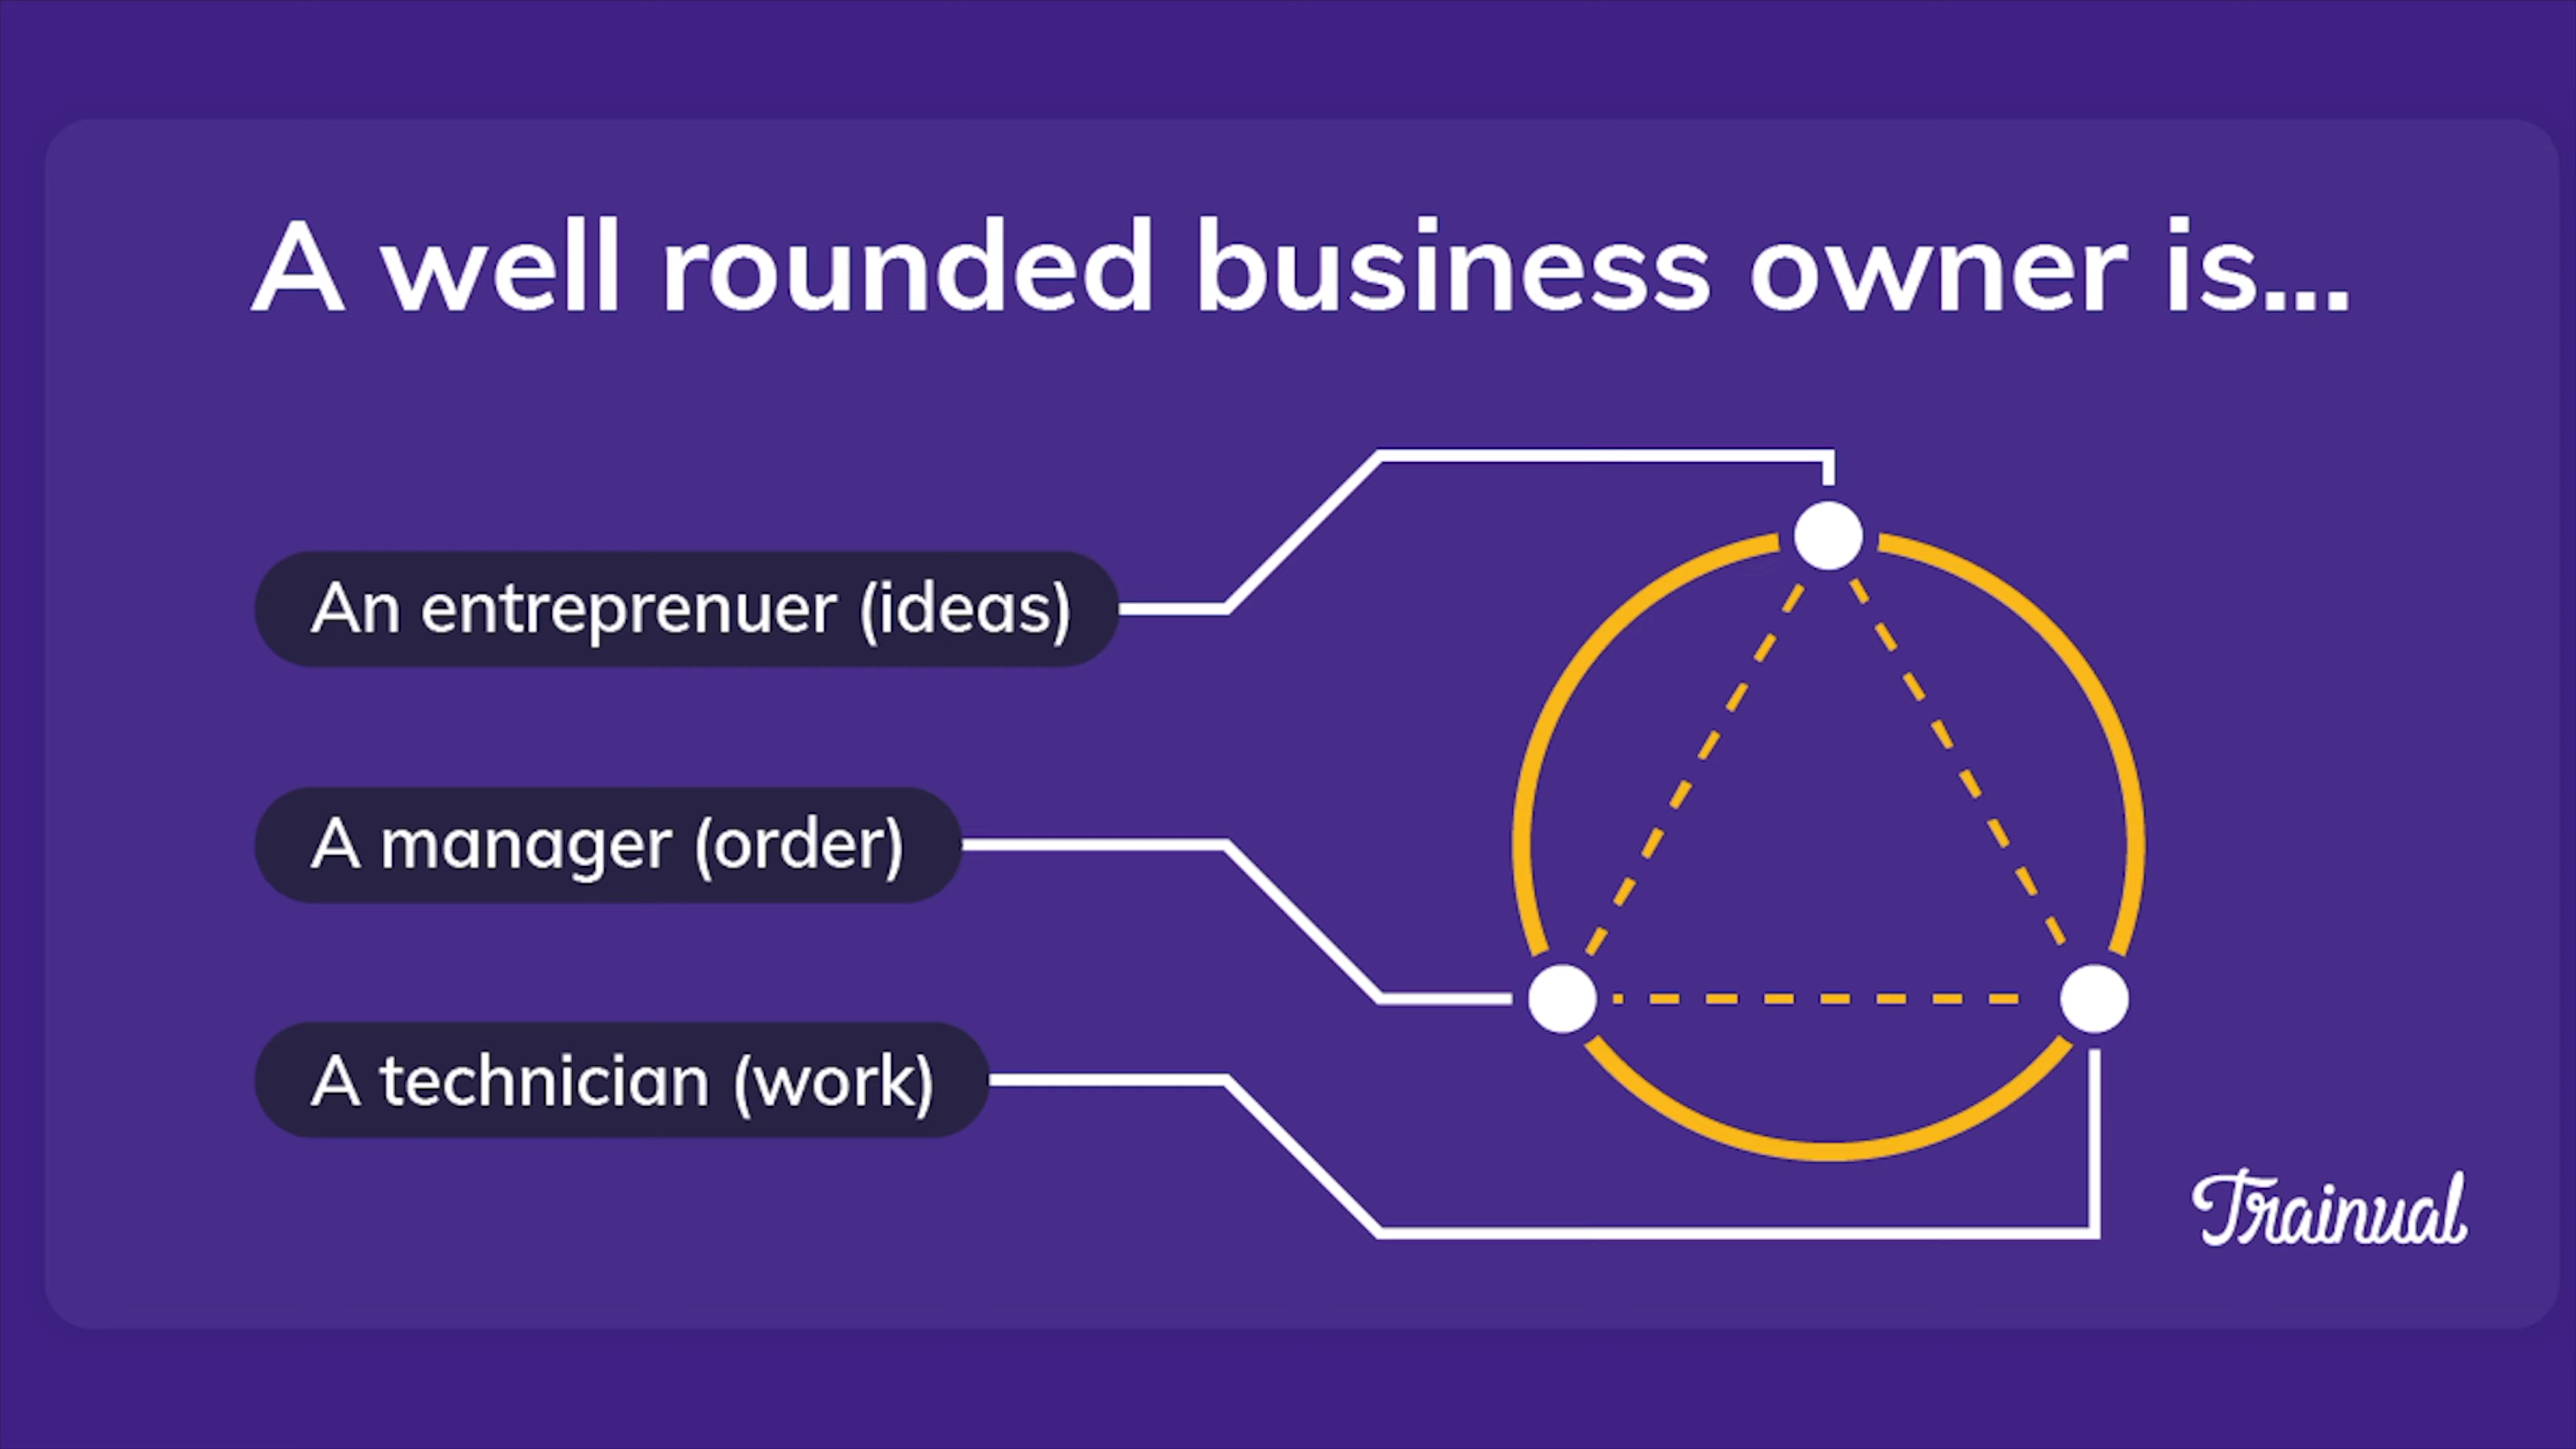 A well rounded business owner is...
An entreprenuer (ideas)
A manager (order)
A technician (work)
Trainual